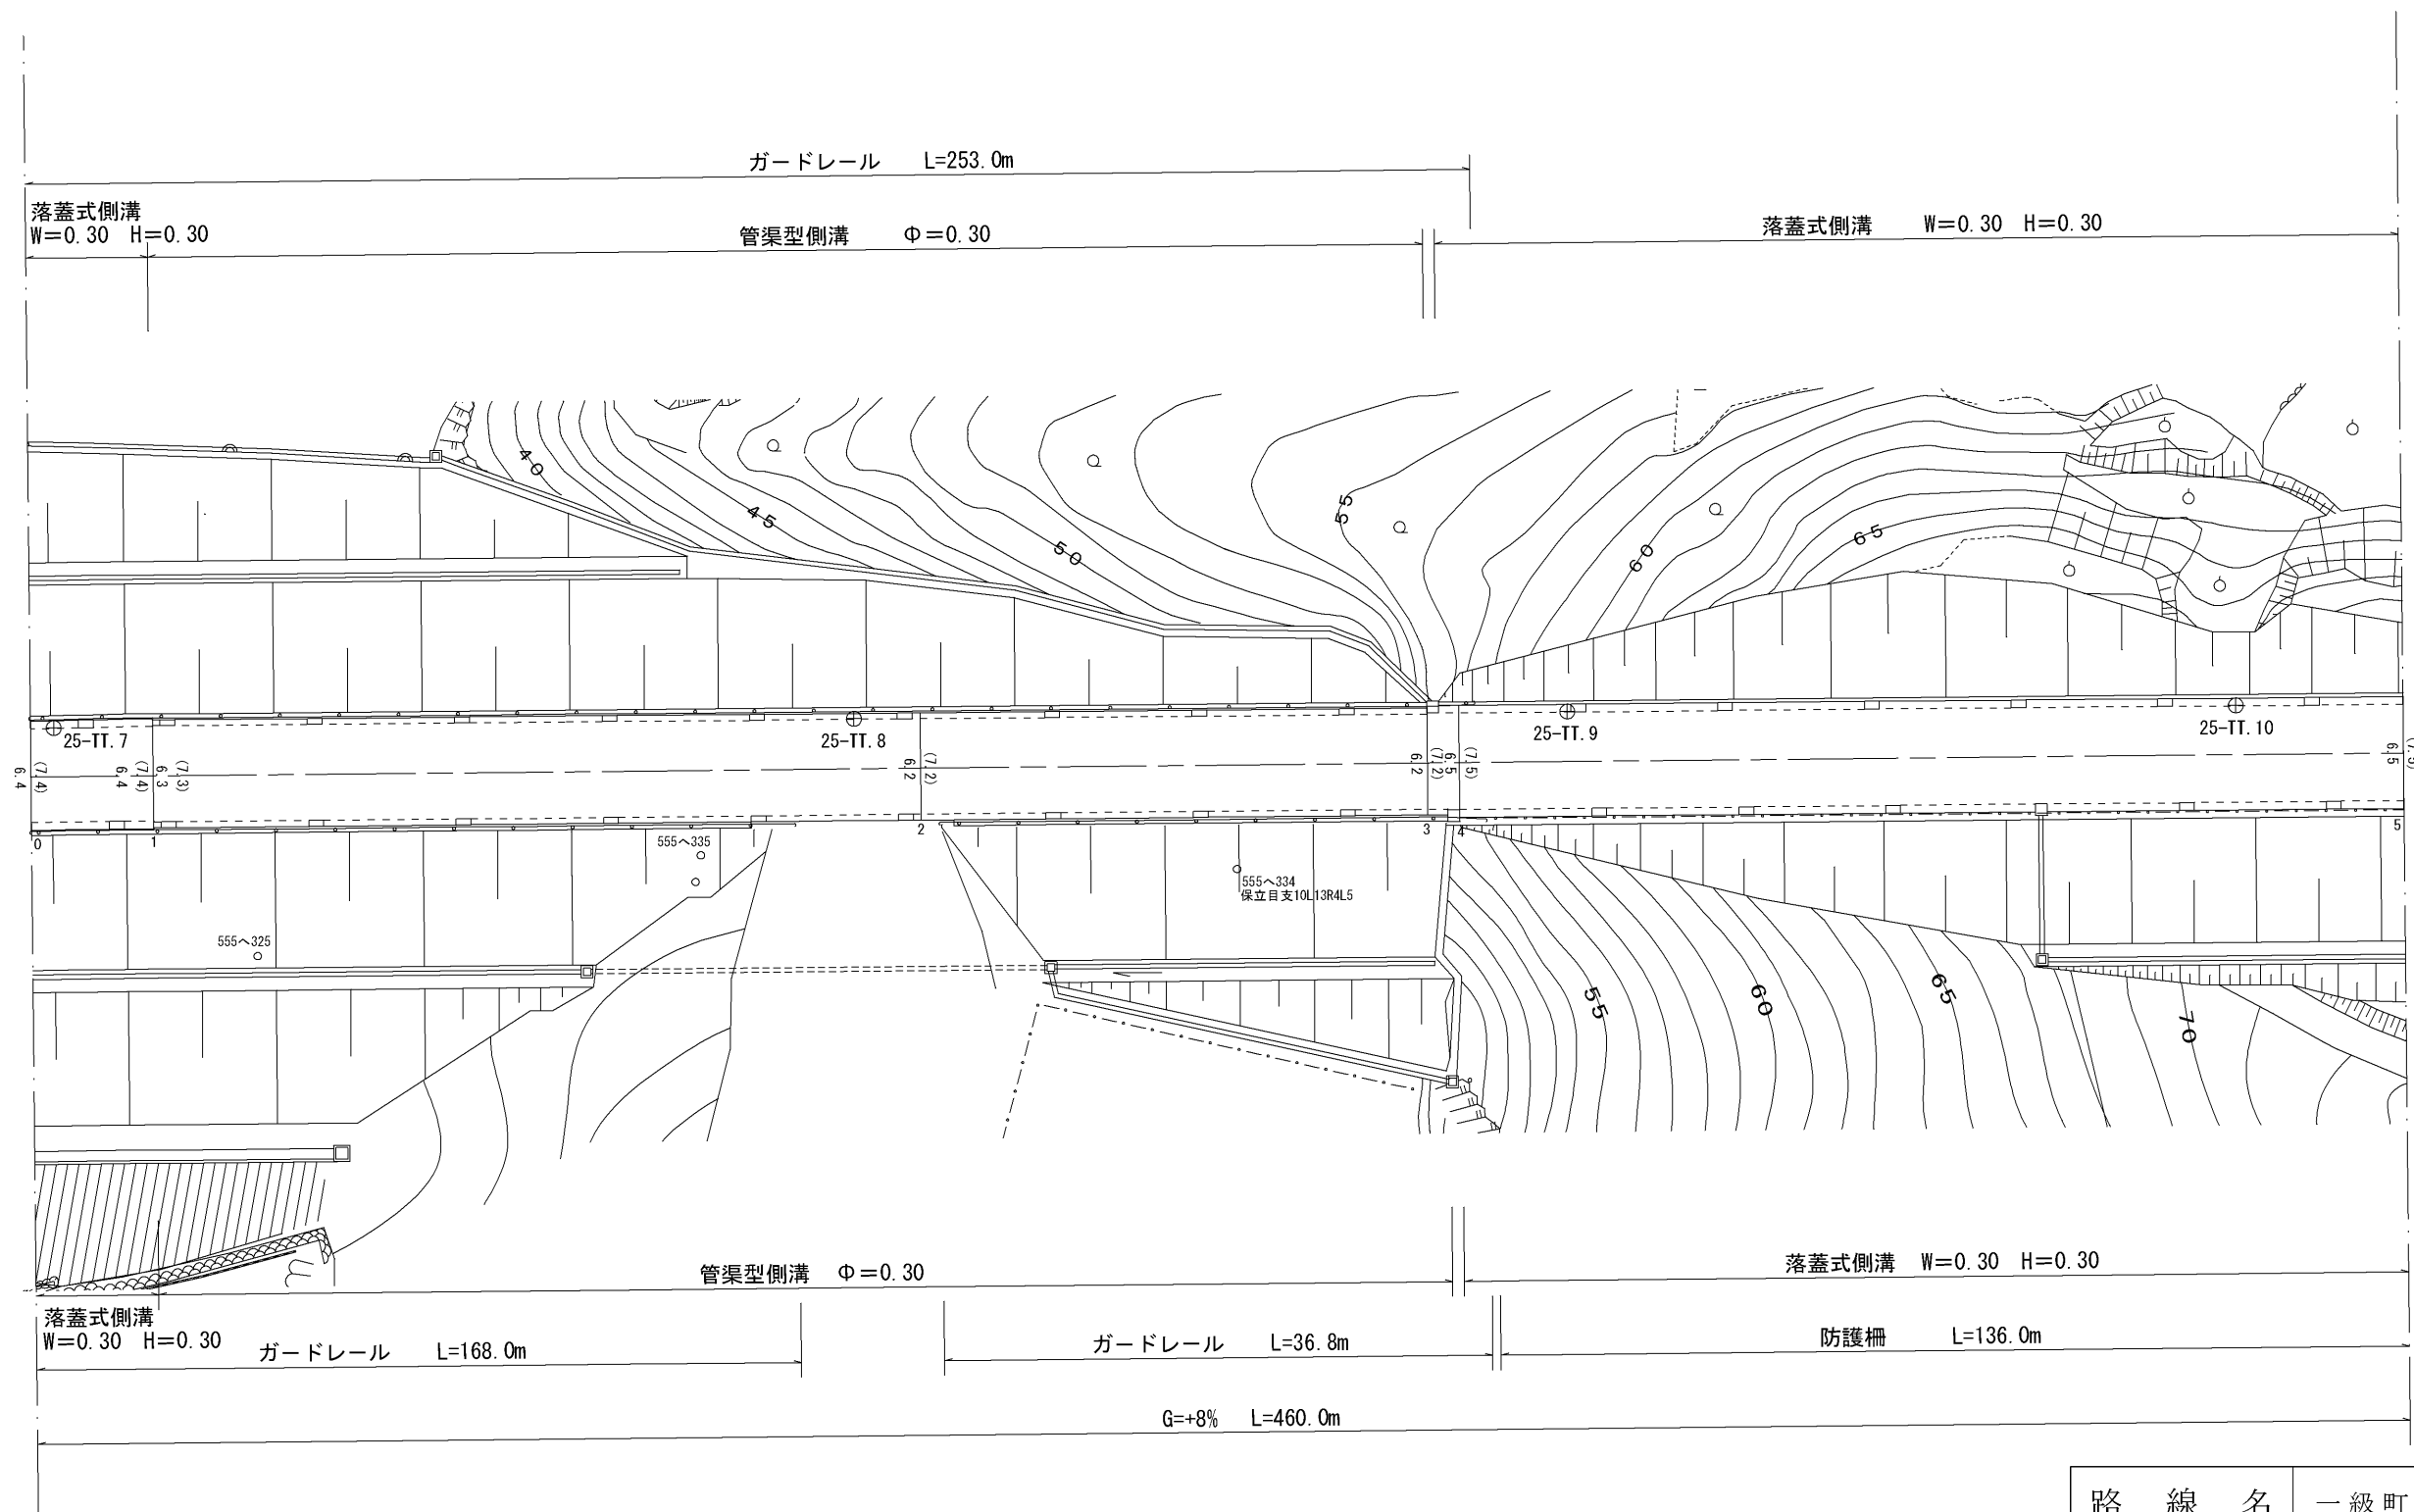 ガードレール L=253.0m
落蓋式側溝
W=0.30 H=0.30
管渠型側溝 Φ=0.30
落蓋式側溝 W=0.30 H=0.30
40
45
50
55
60
65
25-TT.7
25-TT.8
25-TT.9
25-TT.10
6.4
(7.4)
6.4
(7.4)
6.3
(7.3)
6.2
(7.2)
6.2
(7.2)
6.5
(7.5)
6.5
0
1
2
3
4
5
555へ335
555へ334
保立目支10L13R4L5
555へ325
55
60
65
70
管渠型側溝 Φ=0.30
落蓋式側溝 W=0.30 H=0.30
落蓋式側溝
W=0.30 H=0.30
ガードレール L=168.0m
ガードレール L=36.8m
防護柵 L=136.0m
G=+8% L=460.0m
路線名 一級町